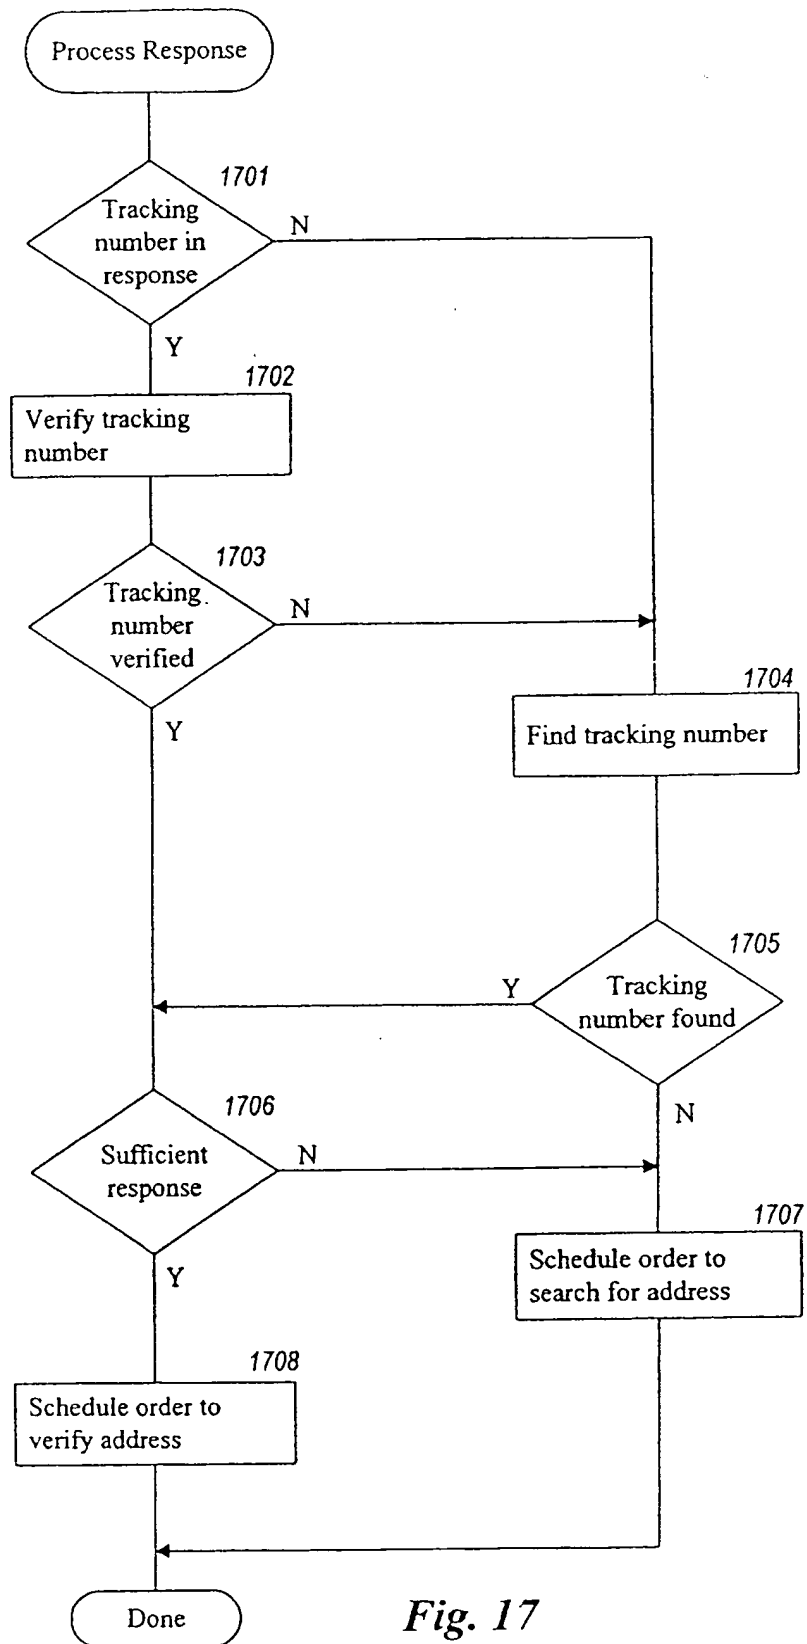 Process Response
1701
Tracking
number in
response
N
Y
1702
Verify tracking
number
1703
Tracking
number
verified
N
Y
1704
Find tracking number
1705
Tracking
number found
Y
N
1706
Sufficient
response
N
Y
1707
Schedule order to
search for address
1708
Schedule order to
verify address
Done
Fig. 17